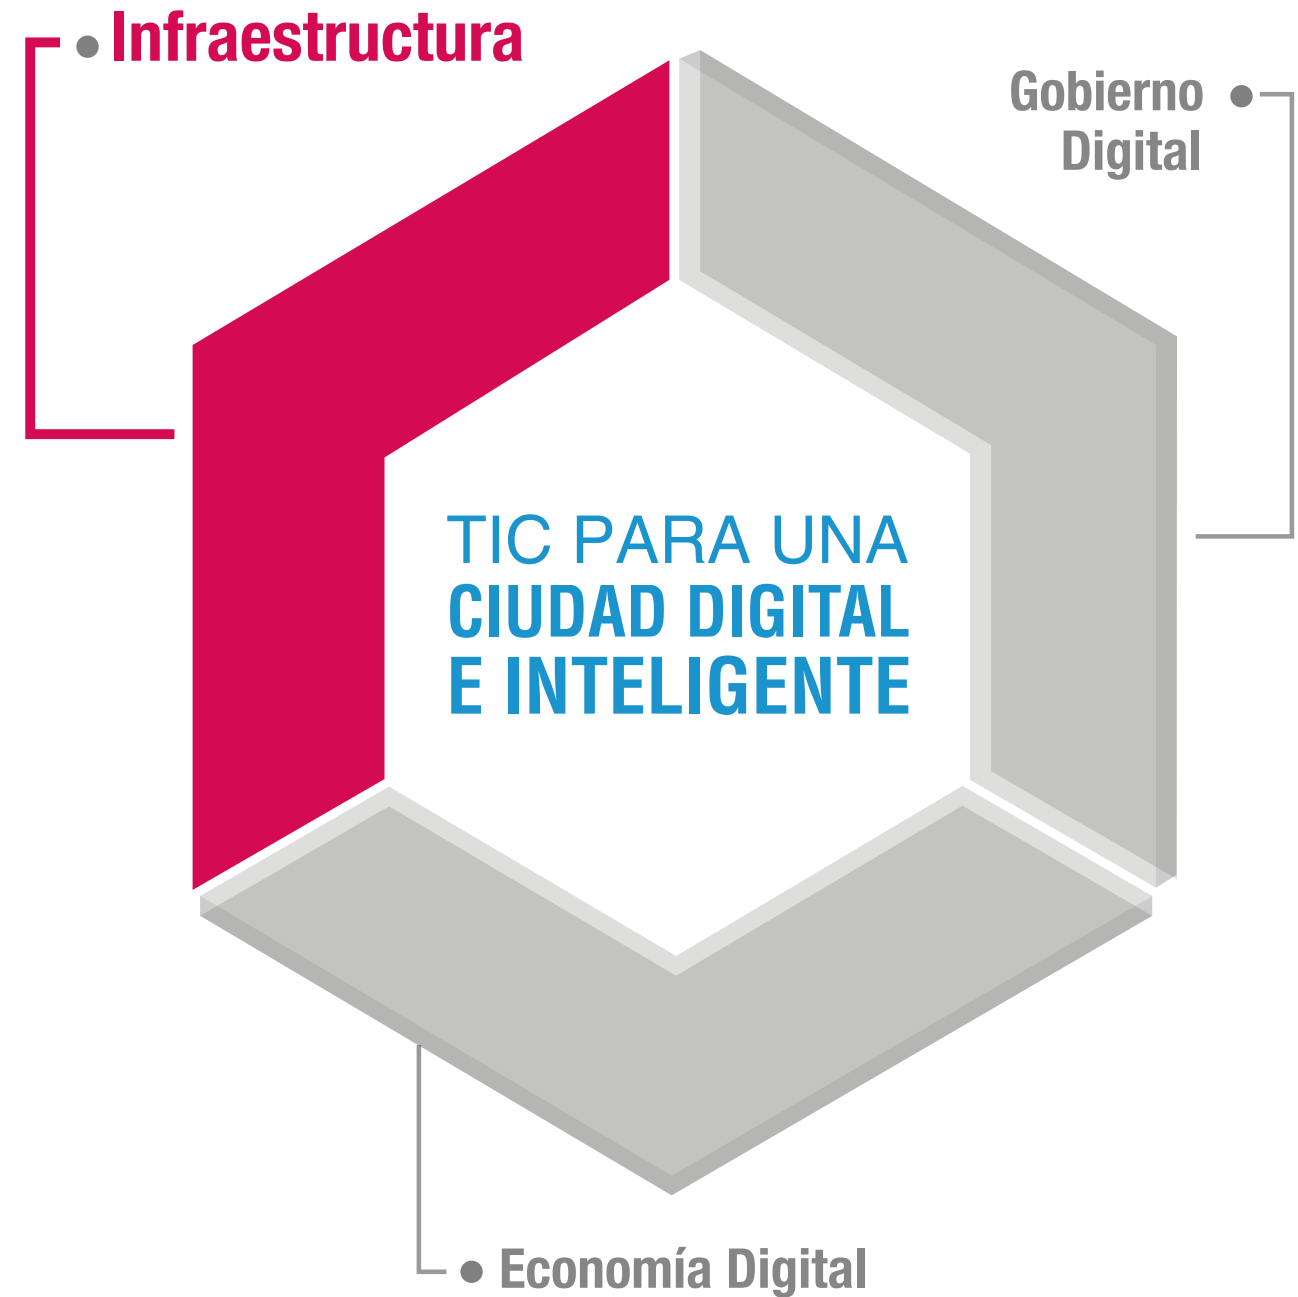 Infraestructura
Gobierno
Digital
TIC PARA UNA
CIUDAD DIGITAL
E INTELIGENTE
Economía Digital